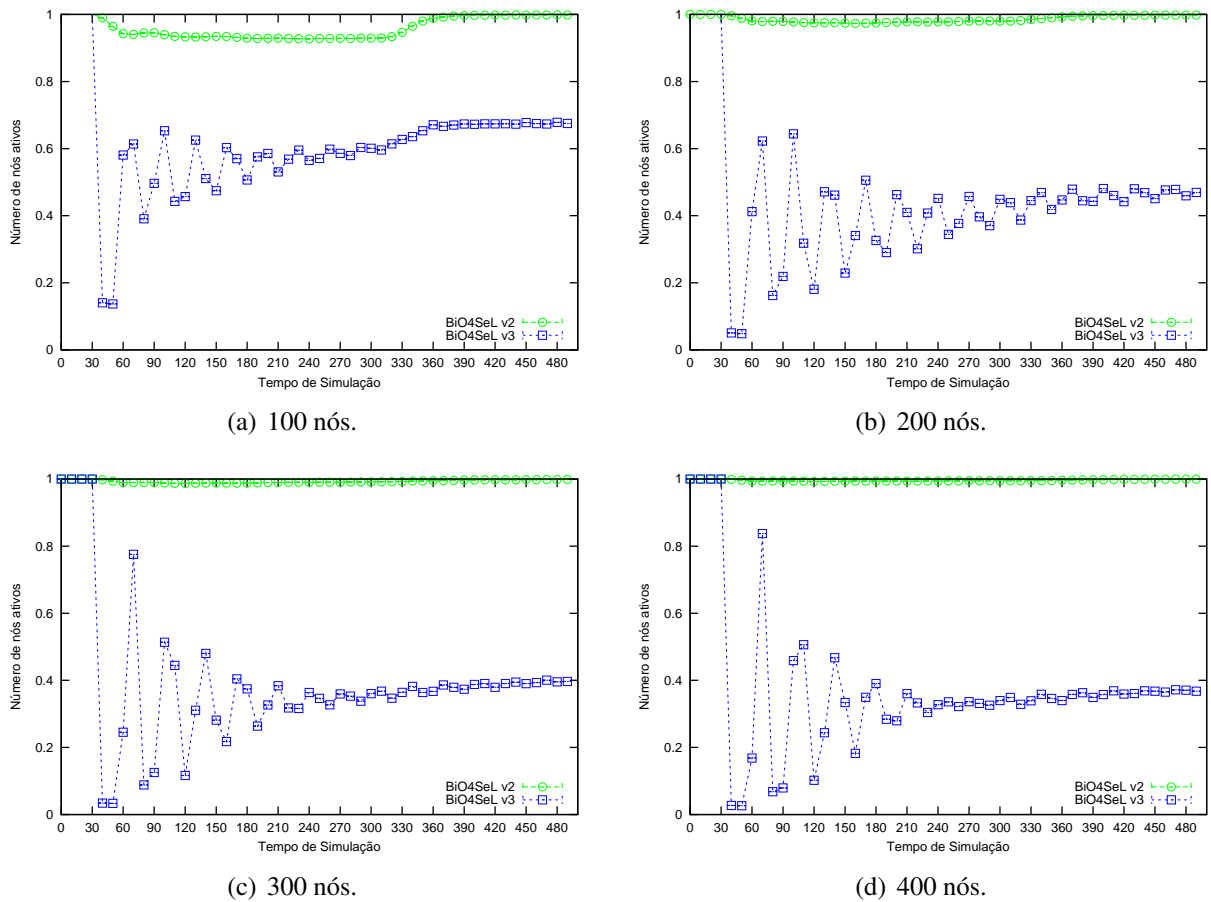 1
0.8
0.6
0.4
0.2
0
Número de nós ativos
BiO4SeL v2
BiO4SeL v3
0 30 60 90 120 150 180 210 240 270 300 330 360 390 420 450 480
Tempo de Simulação
(a) 100 nós.
1
0.8
0.6
0.4
0.2
0
Número de nós ativos
BiO4SeL v2
BiO4SeL v3
0 30 60 90 120 150 180 210 240 270 300 330 360 390 420 450 480
Tempo de Simulação
(b) 200 nós.
1
0.8
0.6
0.4
0.2
0
Número de nós ativos
BiO4SeL v2
BiO4SeL v3
0 30 60 90 120 150 180 210 240 270 300 330 360 390 420 450 480
Tempo de Simulação
(c) 300 nós.
1
0.8
0.6
0.4
0.2
0
Número de nós ativos
BiO4SeL v2
BiO4SeL v3
0 30 60 90 120 150 180 210 240 270 300 330 360 390 420 450 480
Tempo de Simulação
(d) 400 nós.